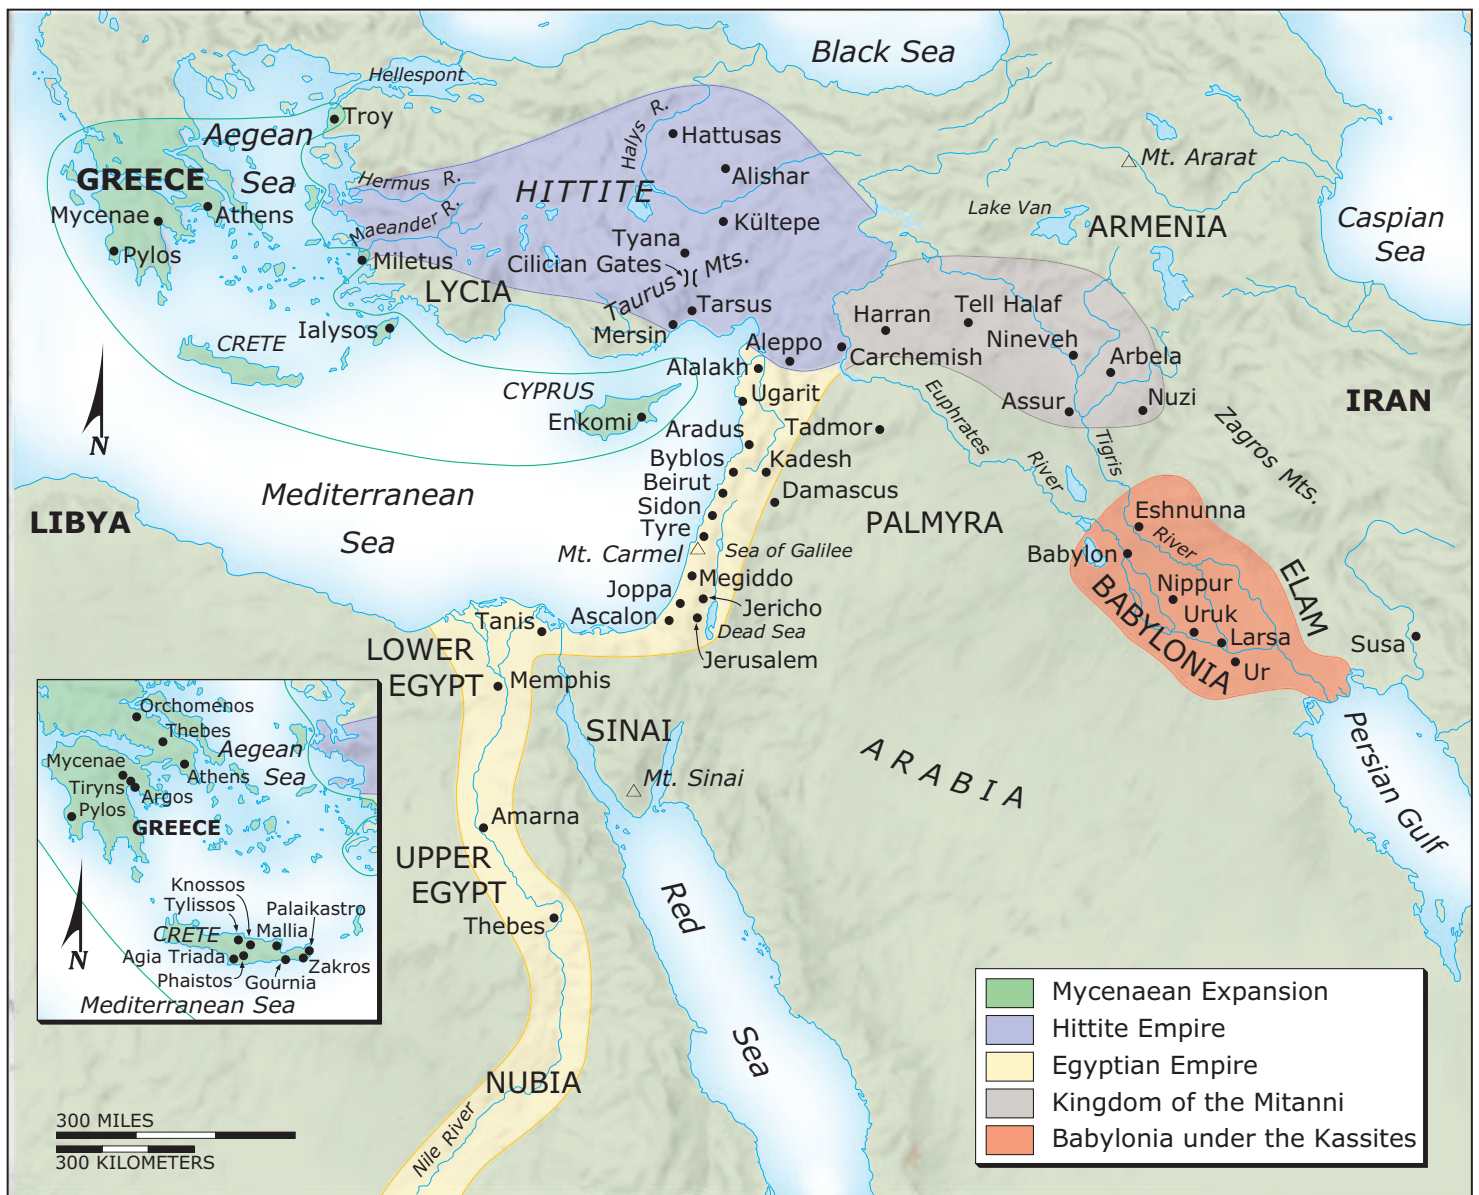 Black Sea
Hellespont
Troy
Aegean
Sea
GREECE
Mycenae
Athens
Pylos
Hermus R.
Maeander R.
Miletus
LYCIA
Halys R.
Hattusas
Alishar
HITTITE
Kültepe
Tyana
Cilician Gates
Taurus Mts.
Tarsus
Mersin
Mt. Ararat
Lake Van
ARMENIA
Caspian
Sea
Ialysos
CRETE
CYPRUS
Enkomi
Harran
Tell Halaf
Nineveh
Arbela
Carchemish
Assur
Nuzi
Aleppo
Alalakh
Ugarit
Aradus
Tadmor
Byblos
Kadesh
Beirut
Damascus
Sidon
Tyre
Mt. Carmel
Sea of Galilee
Megiddo
Joppa
Jericho
Ascalon
Dead Sea
Jerusalem
Euphrates
River
Tigris
River
Zagros Mts.
IRAN
PALMYRA
Mediterranean
Sea
LIBYA
N
Eshnunna
Babylon
Nippur
BABYLONIA
Uruk
Larsa
Ur
ELAM
Susa
Persian Gulf
Tanis
LOWER
EGYPT
Memphis
SINAI
Mt. Sinai
ARABIA
Amarna
UPPER
EGYPT
Thebes
Red
Sea
NUBIA
Nile River
Orchomenos
Thebes
Aegean
Sea
Mycenae
Athens
Tiryns
Argos
Pylos
GREECE
Knossos
Tylissos
Palaikastro
CRETE
Mallia
Agia Triada
Zakros
Phaistos
Gournia
Mediterranean Sea
N
300 MILES
300 KILOMETERS
Mycenaean Expansion
Hittite Empire
Egyptian Empire
Kingdom of the Mitanni
Babylonia under the Kassites